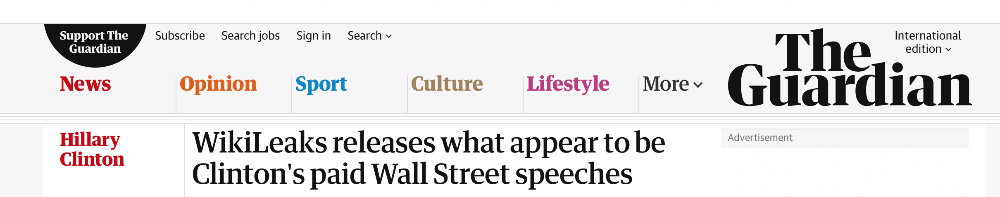 Support The
Guardian
Subscribe
Search jobs
Sign in
Search
International
edition
The
Guardian
News
Opinion
Sport
Culture
Lifestyle
More
Hillary
Clinton
WikiLeaks releases what appear to be
Clinton's paid Wall Street speeches
Advertisement